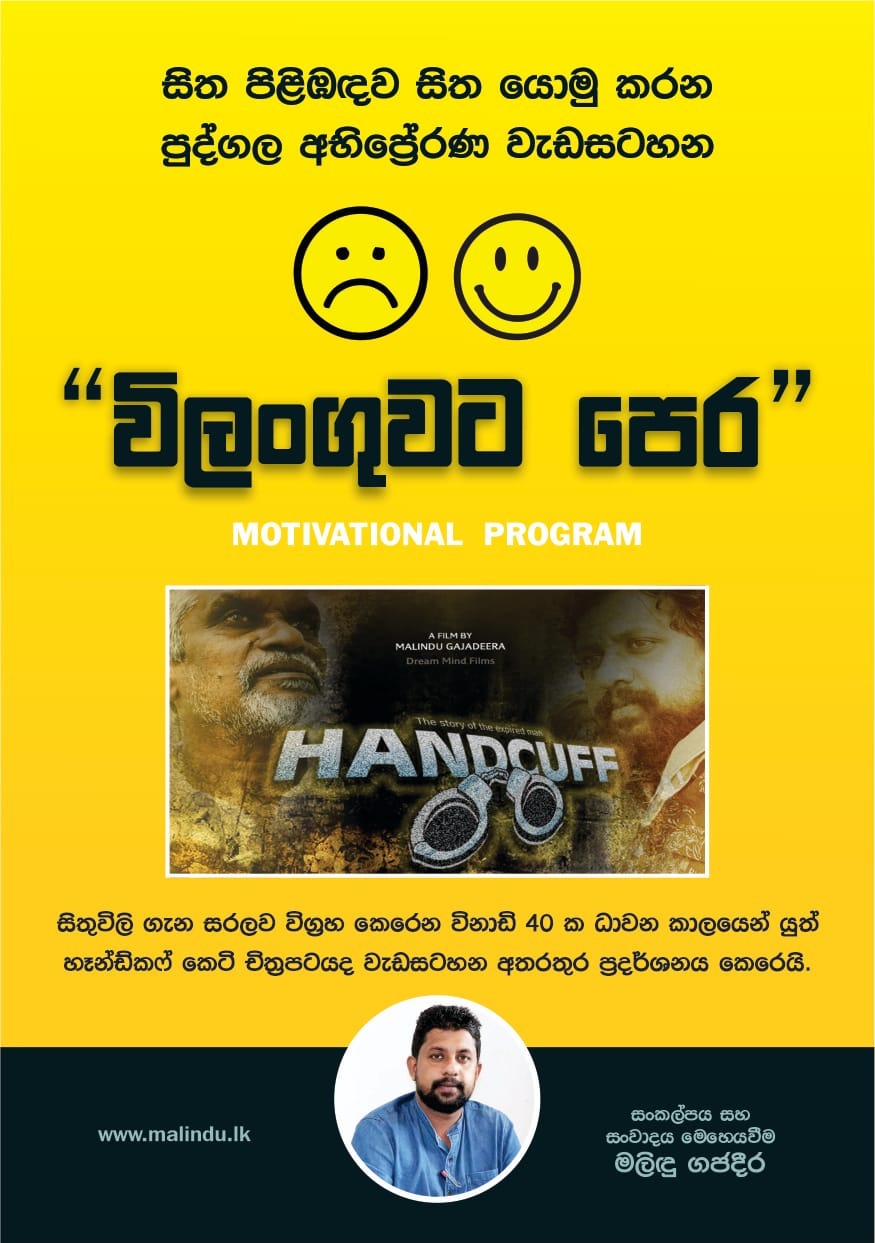 සිත පිළිඹඳව සිත යොමු කරන
පුද්ගල අභිප්‍රේරණ වැඩසටහන
“විලංගුවට පෙර”
MOTIVATIONAL PROGRAM
A FILM BY
MALINDU GAJADEERA
Dream Mind Films
The story of the expired man
HANDCUFF
සිතුවිලි ගැන සරලව විග්‍රහ කෙරෙන විනාඩි 40 ක ධාවන කාලයෙන් යුත්
හෑන්ඩ්කෆ් කෙටි චිත්‍රපටයද වැඩසටහන අතරතුර ප්‍රදර්ශනය කෙරෙයි.
www.malindu.lk
සංකල්පය සහ
සංවාදය මෙහෙයවීම
මලිඳු ගජදීර